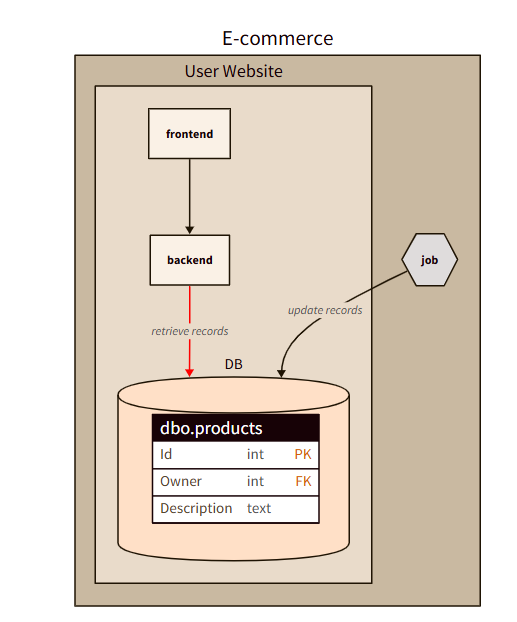 E-commerce
User Website
frontend
backend
job
update records
retrieve records
DB
dbo.products
Id int PK
Owner int FK
Description text